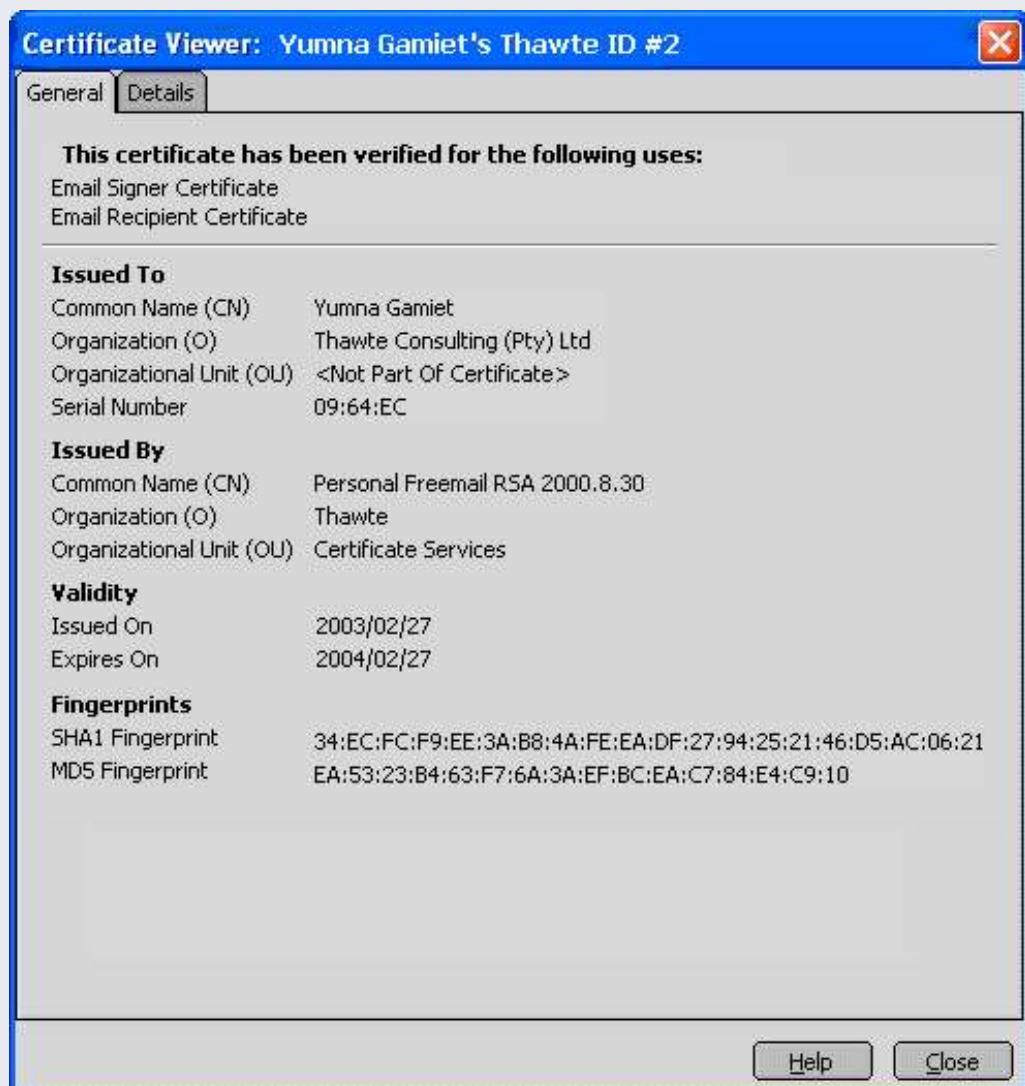 Certificate Viewer: Yumna Gamiet's Thawte ID #2
General Details
This certificate has been verified for the following uses:
Email Signer Certificate
Email Recipient Certificate
Issued To
Common Name (CN) Yumna Gamiet
Organization (O) Thawte Consulting (Pty) Ltd
Organizational Unit (OU) <Not Part Of Certificate>
Serial Number 09:64:EC
Issued By
Common Name (CN) Personal Freemail RSA 2000.8.30
Organization (O) Thawte
Organizational Unit (OU) Certificate Services
Validity
Issued On 2003/02/27
Expires On 2004/02/27
Fingerprints
SHA1 Fingerprint 34:EC:FC:F9:EE:3A:B8:4A:FE:EA:DF:27:94:25:21:46:D5:AC:06:21
MD5 Fingerprint EA:53:23:B4:63:F7:6A:3A:EF:BC:EA:C7:84:E4:C9:10
Help Close